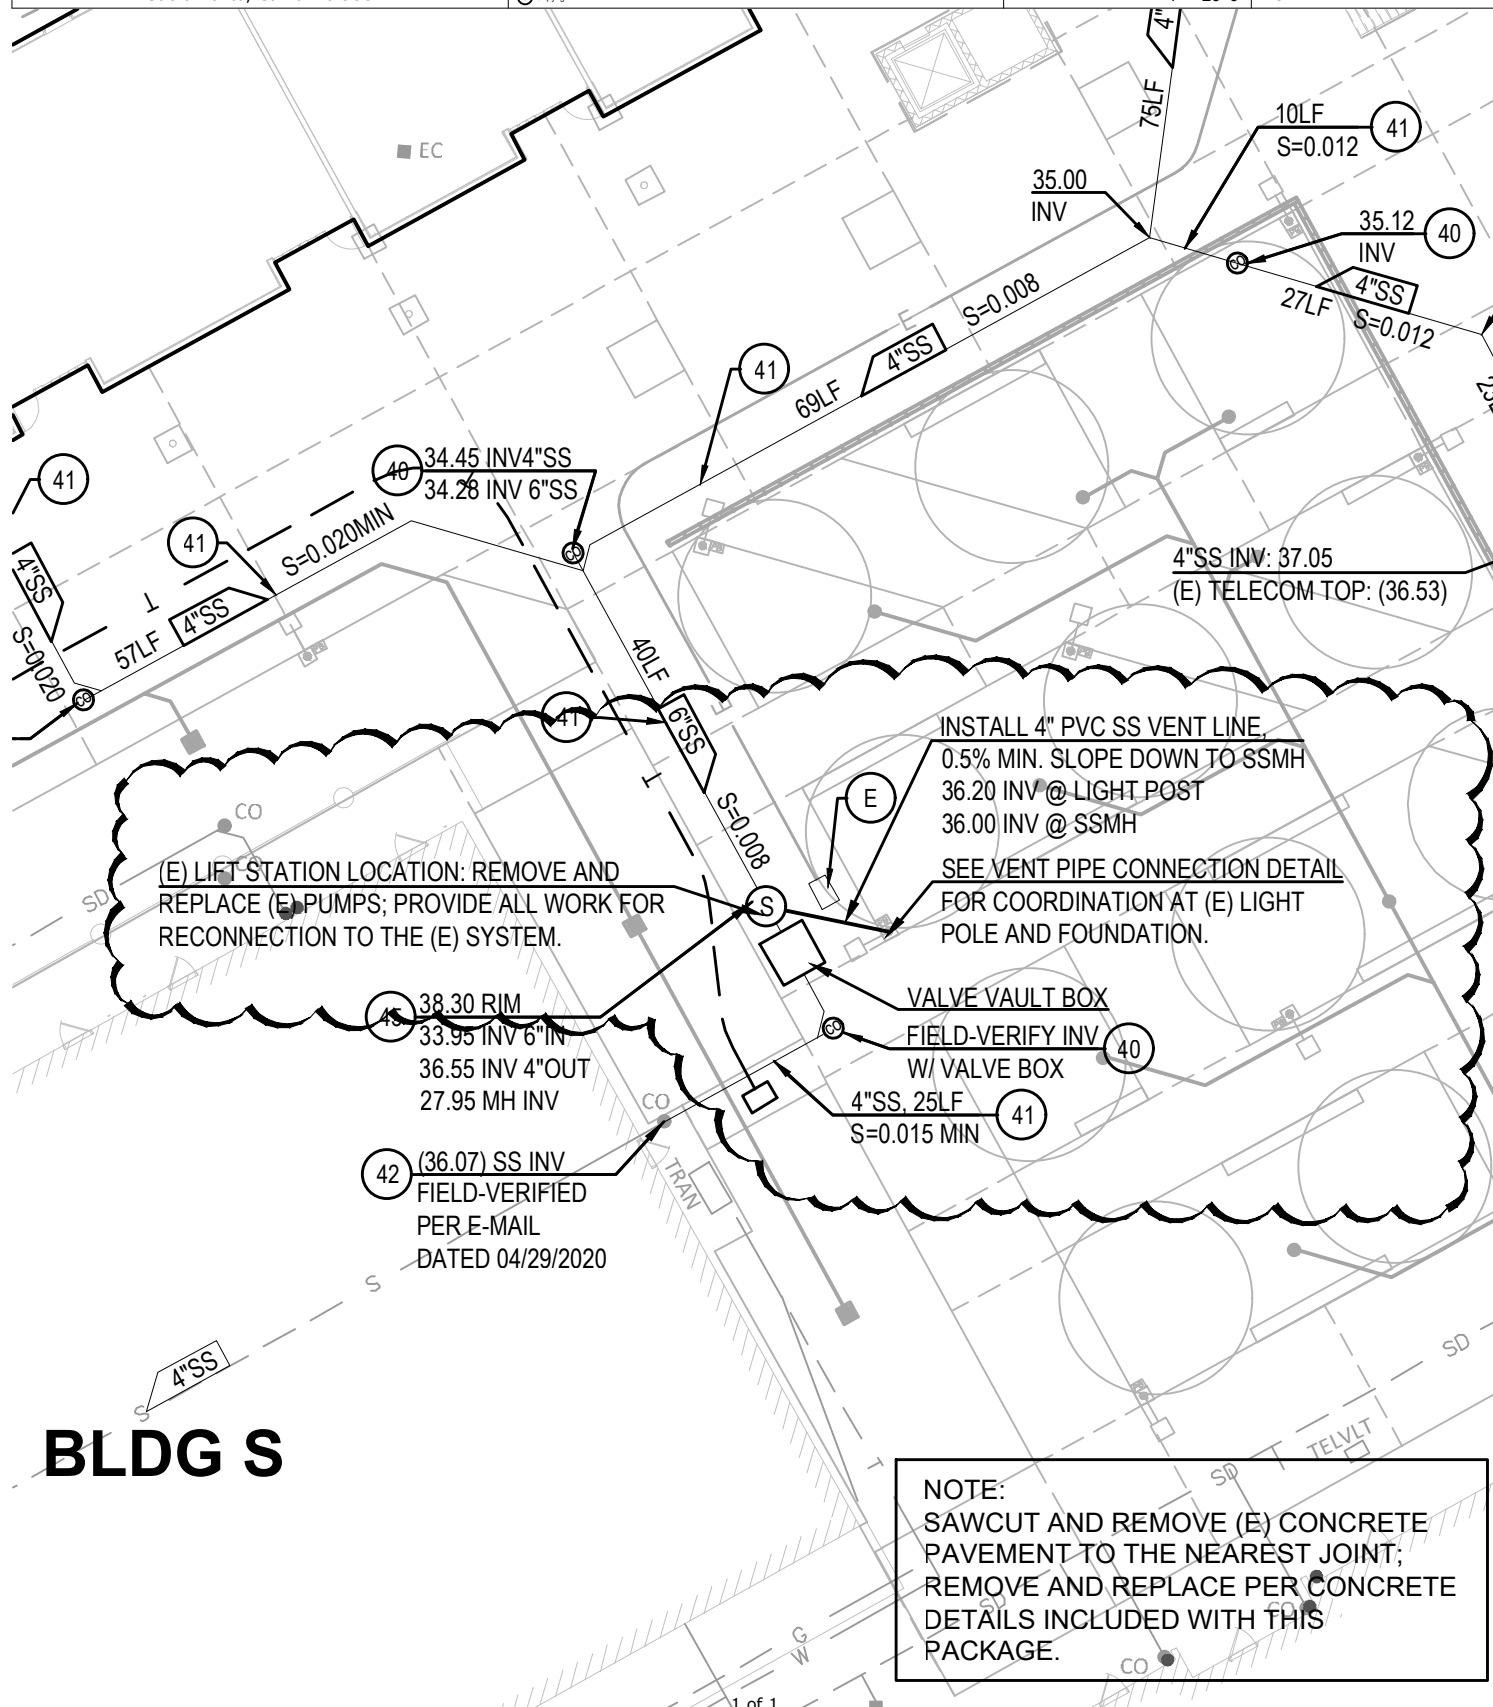 EC
4"
75LF
10LF
S=0.012
41
35.00
INV
35.12
INV
40
CO
4"SS
27LF
S=0.012
E
S=0.008
4"SS
69LF
41
40
34.45 INV4"SS
34.28 INV 6"SS
41
41
S=0.020MIN
CO
4"SS
T
4"SS
57LF
S=0.020
CO
40LF
4"SS INV: 37.05
(E) TELECOM TOP: (36.53)
41
6"SS
T
S=0.008
INSTALL 4" PVC SS VENT LINE,
0.5% MIN. SLOPE DOWN TO SSMH
36.20 INV @ LIGHT POST
36.00 INV @ SSMH
E
CO
SD
(E) LIFT STATION LOCATION: REMOVE AND
REPLACE (E) PUMPS; PROVIDE ALL WORK FOR
RECONNECTION TO THE (E) SYSTEM.
S
SEE VENT PIPE CONNECTION DETAIL
FOR COORDINATION AT (E) LIGHT
POLE AND FOUNDATION.
45
38.30 RIM
33.95 INV 6"IN
36.55 INV 4"OUT
27.95 MH INV
VALVE VAULT BOX
CO
FIELD-VERIFY INV
W/ VALVE BOX
40
CO
4"SS, 25LF
S=0.015 MIN
41
42
(36.07) SS INV
FIELD-VERIFIED
PER E-MAIL
DATED 04/29/2020
TRAN
S
4"SS
S
BLDG S
SD
TELVLT
T
SD
T
NOTE:
SAWCUT AND REMOVE (E) CONCRETE
PAVEMENT TO THE NEAREST JOINT;
REMOVE AND REPLACE PER CONCRETE
DETAILS INCLUDED WITH THIS
PACKAGE.
SD
CO
CO
G
W
1 of 1